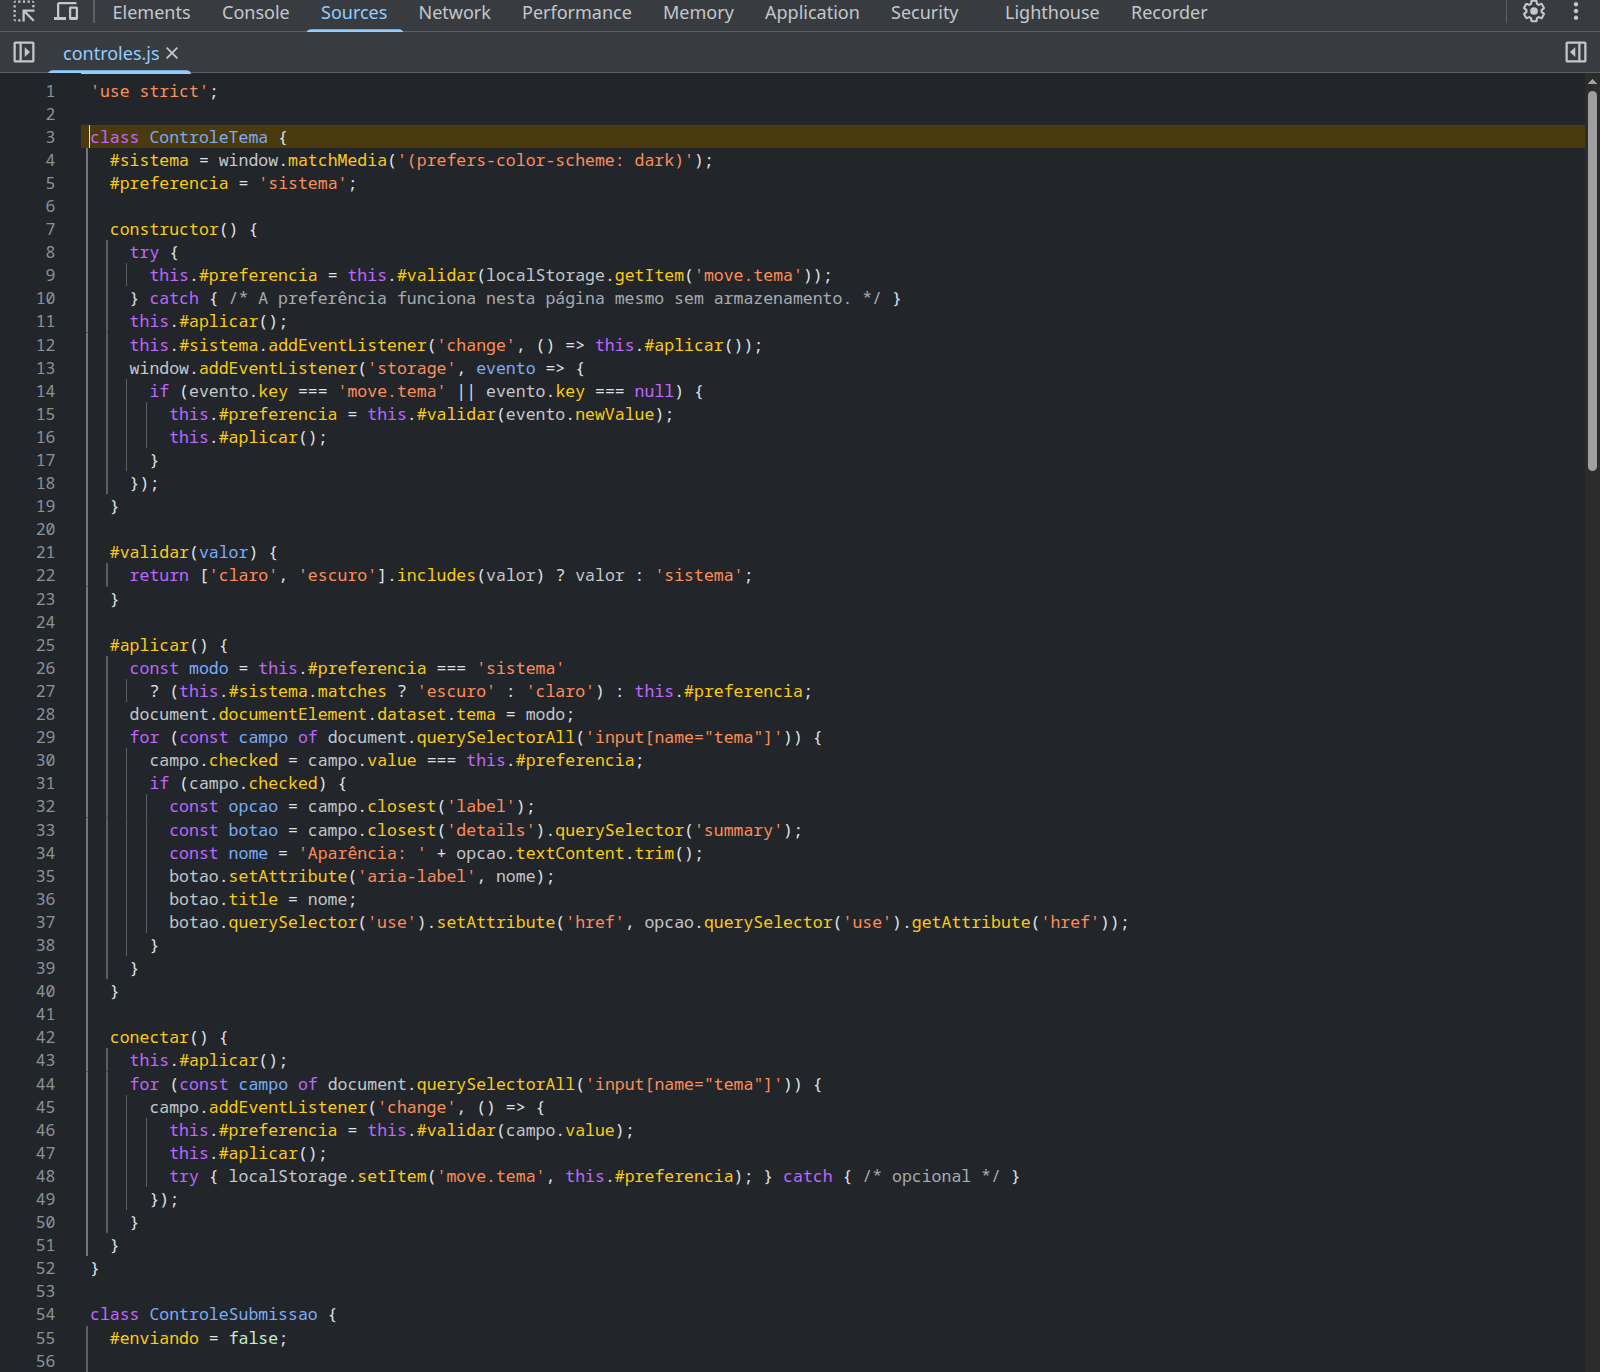 Elements Console Sources Network Performance Memory Application Security Lighthouse Recorder
controles.js
1 'use strict';
2
3 class ControleTema {
4   #sistema = window.matchMedia('(prefers-color-scheme: dark)');
5   #preferencia = 'sistema';
6
7   constructor() {
8     try {
9       this.#preferencia = this.#validar(localStorage.getItem('move.tema'));
10     } catch { /* A preferência funciona nesta página mesmo sem armazenamento. */ }
11     this.#aplicar();
12     this.#sistema.addEventListener('change', () => this.#aplicar());
13     window.addEventListener('storage', evento => {
14       if (evento.key === 'move.tema' || evento.key === null) {
15         this.#preferencia = this.#validar(evento.newValue);
16         this.#aplicar();
17       }
18     });
19   }
20
21   #validar(valor) {
22     return ['claro', 'escuro'].includes(valor) ? valor : 'sistema';
23   }
24
25   #aplicar() {
26     const modo = this.#preferencia === 'sistema'
27       ? (this.#sistema.matches ? 'escuro' : 'claro') : this.#preferencia;
28     document.documentElement.dataset.tema = modo;
29     for (const campo of document.querySelectorAll('input[name="tema"]')) {
30       campo.checked = campo.value === this.#preferencia;
31       if (campo.checked) {
32         const opcao = campo.closest('label');
33         const botao = campo.closest('details').querySelector('summary');
34         const nome = 'Aparência: ' + opcao.textContent.trim();
35         botao.setAttribute('aria-label', nome);
36         botao.title = nome;
37         botao.querySelector('use').setAttribute('href', opcao.querySelector('use').getAttribute('href'));
38       }
39     }
40   }
41
42   conectar() {
43     this.#aplicar();
44     for (const campo of document.querySelectorAll('input[name="tema"]')) {
45       campo.addEventListener('change', () => {
46         this.#preferencia = this.#validar(campo.value);
47         this.#aplicar();
48         try { localStorage.setItem('move.tema', this.#preferencia); } catch { /* opcional */ }
49       });
50     }
51   }
52 }
53
54 class ControleSubmissao {
55   #enviando = false;
56